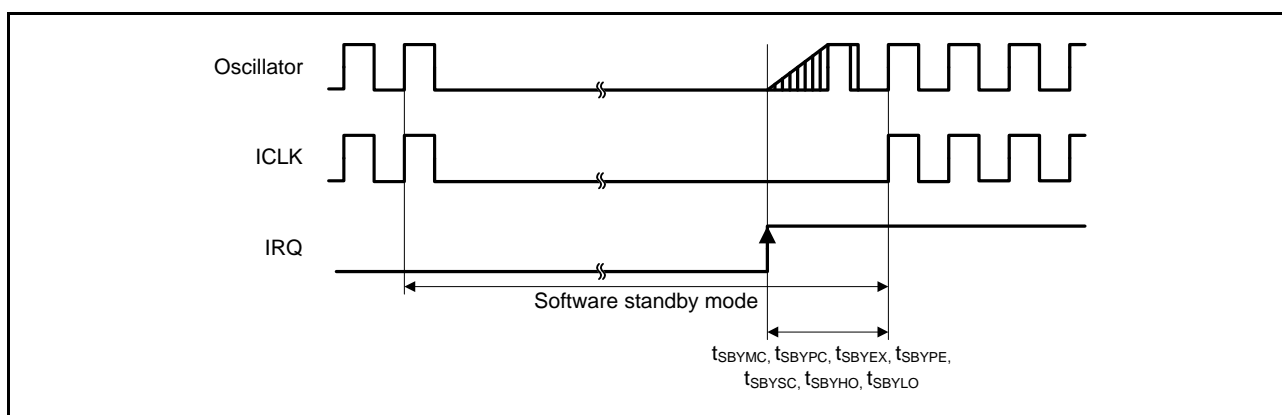 Oscillator
ICLK
IRQ
Software standby mode
tSBYMC, tSBYPC, tSBYEX, tSBYPE,
tSBYSC, tSBYHO, tSBYLO